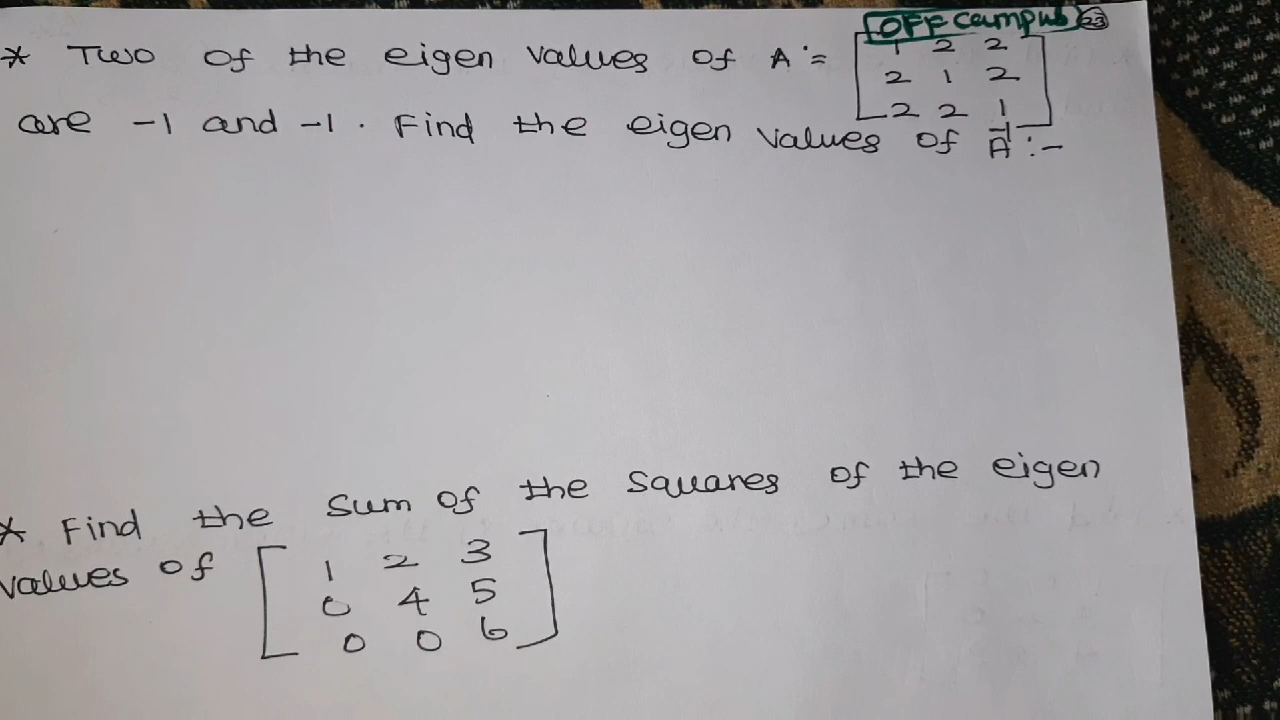 OFF campus 23
* Two of the eigen values of A = [1 2 2
2 1 2
2 2 1]
are -1 and -1. Find the eigen values of A⁻¹:-
* Find the sum of the squares of the eigen
values of [1 2 3
0 4 5
0 0 6]